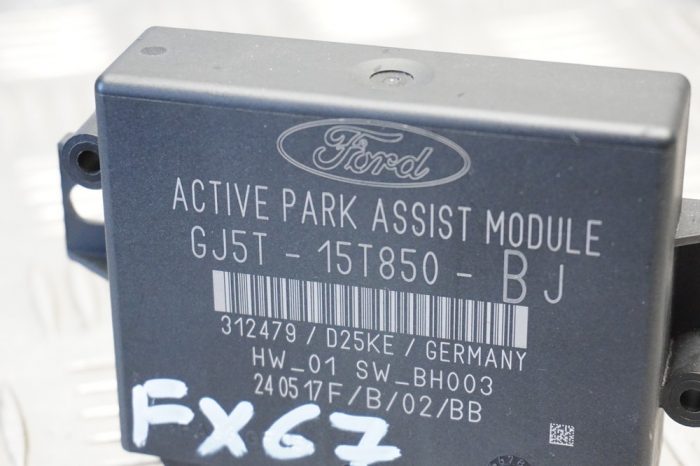 Ford
ACTIVE PARK ASSIST MODULE
GJ5T - 15T850 - BJ
312479 / D25KE / GERMANY
HW_01 SW_BH003
240517F/B/02/BB
FX67